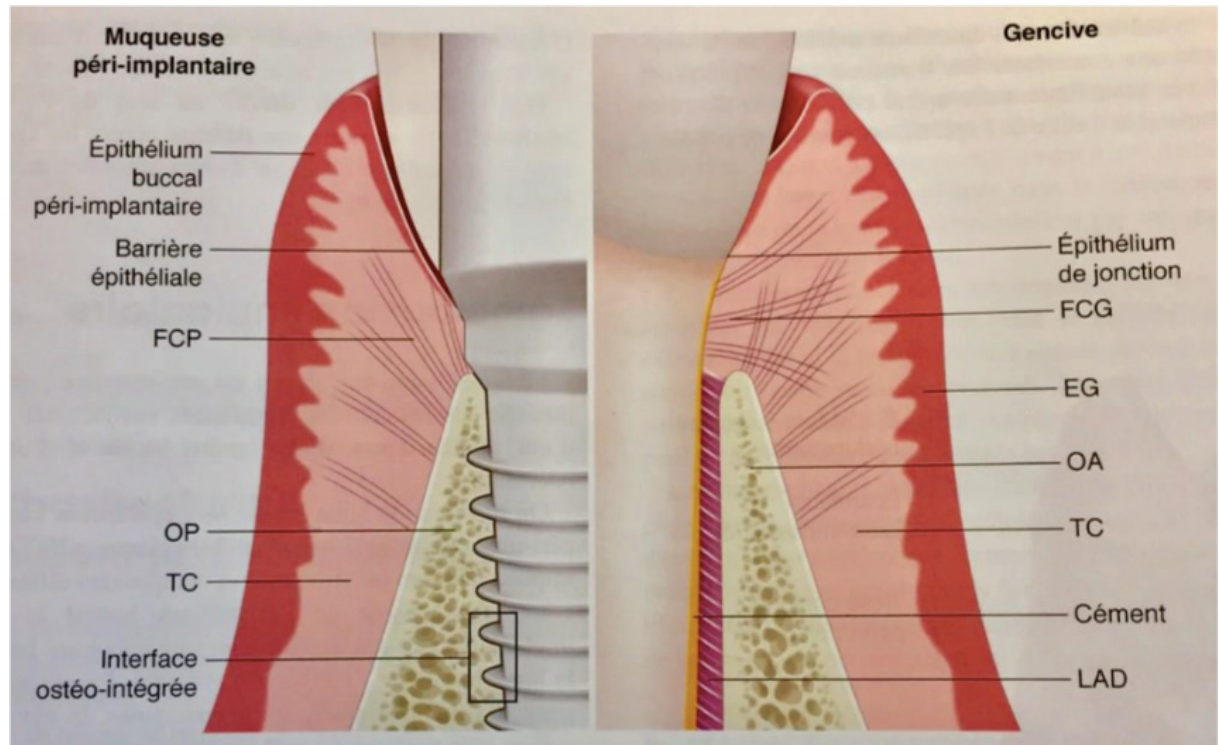 Muqueuse
péri-implantaire
Épithélium
buccal
péri-implantaire
Barrière
épithéliale
FCP
OP
TC
Interface
ostéo-intégrée
Gencive
Épithélium
de jonction
FCG
EG
OA
TC
Cément
LAD